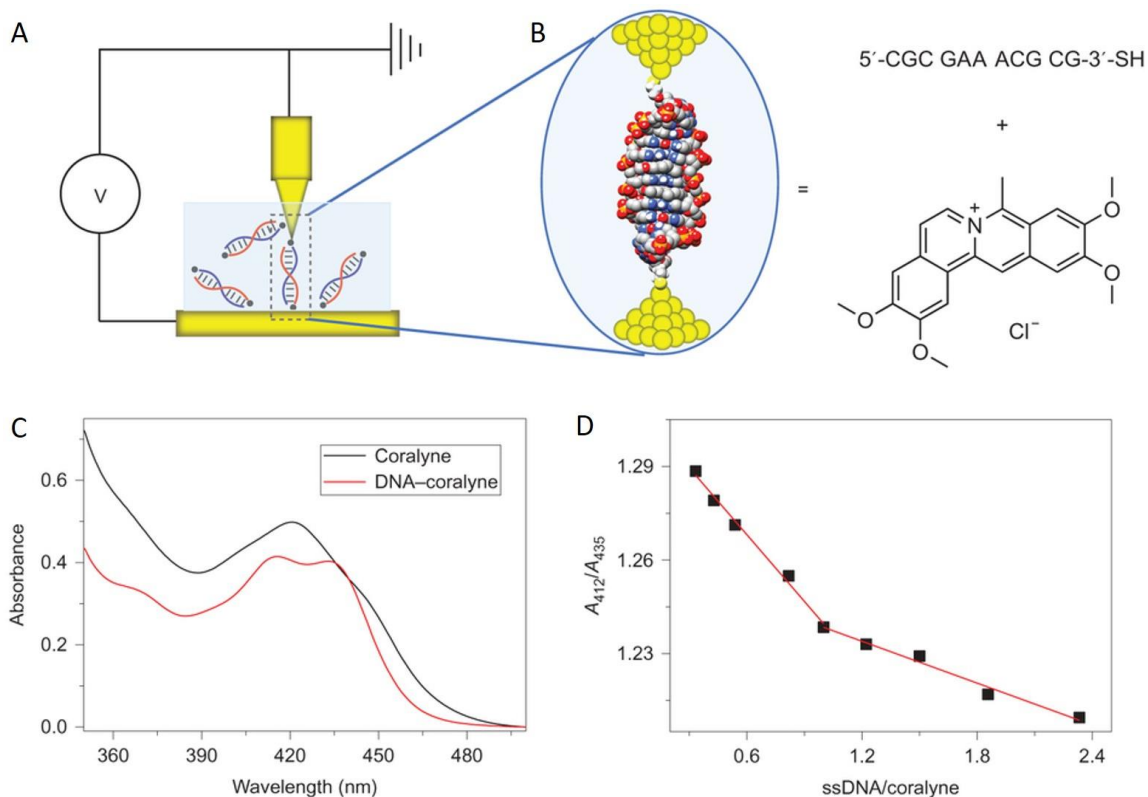 A
V
B
5′-CGC GAA ACG CG-3′-SH
+
=
N+
O
O
O
O
Cl−
C
Coralyne
DNA–coralyne
0.6
0.4
0.2
0.0
Absorbance
360 390 420 450 480
Wavelength (nm)
D
1.29
1.26
1.23
A412/A435
0.6 1.2 1.8 2.4
ssDNA/coralyne